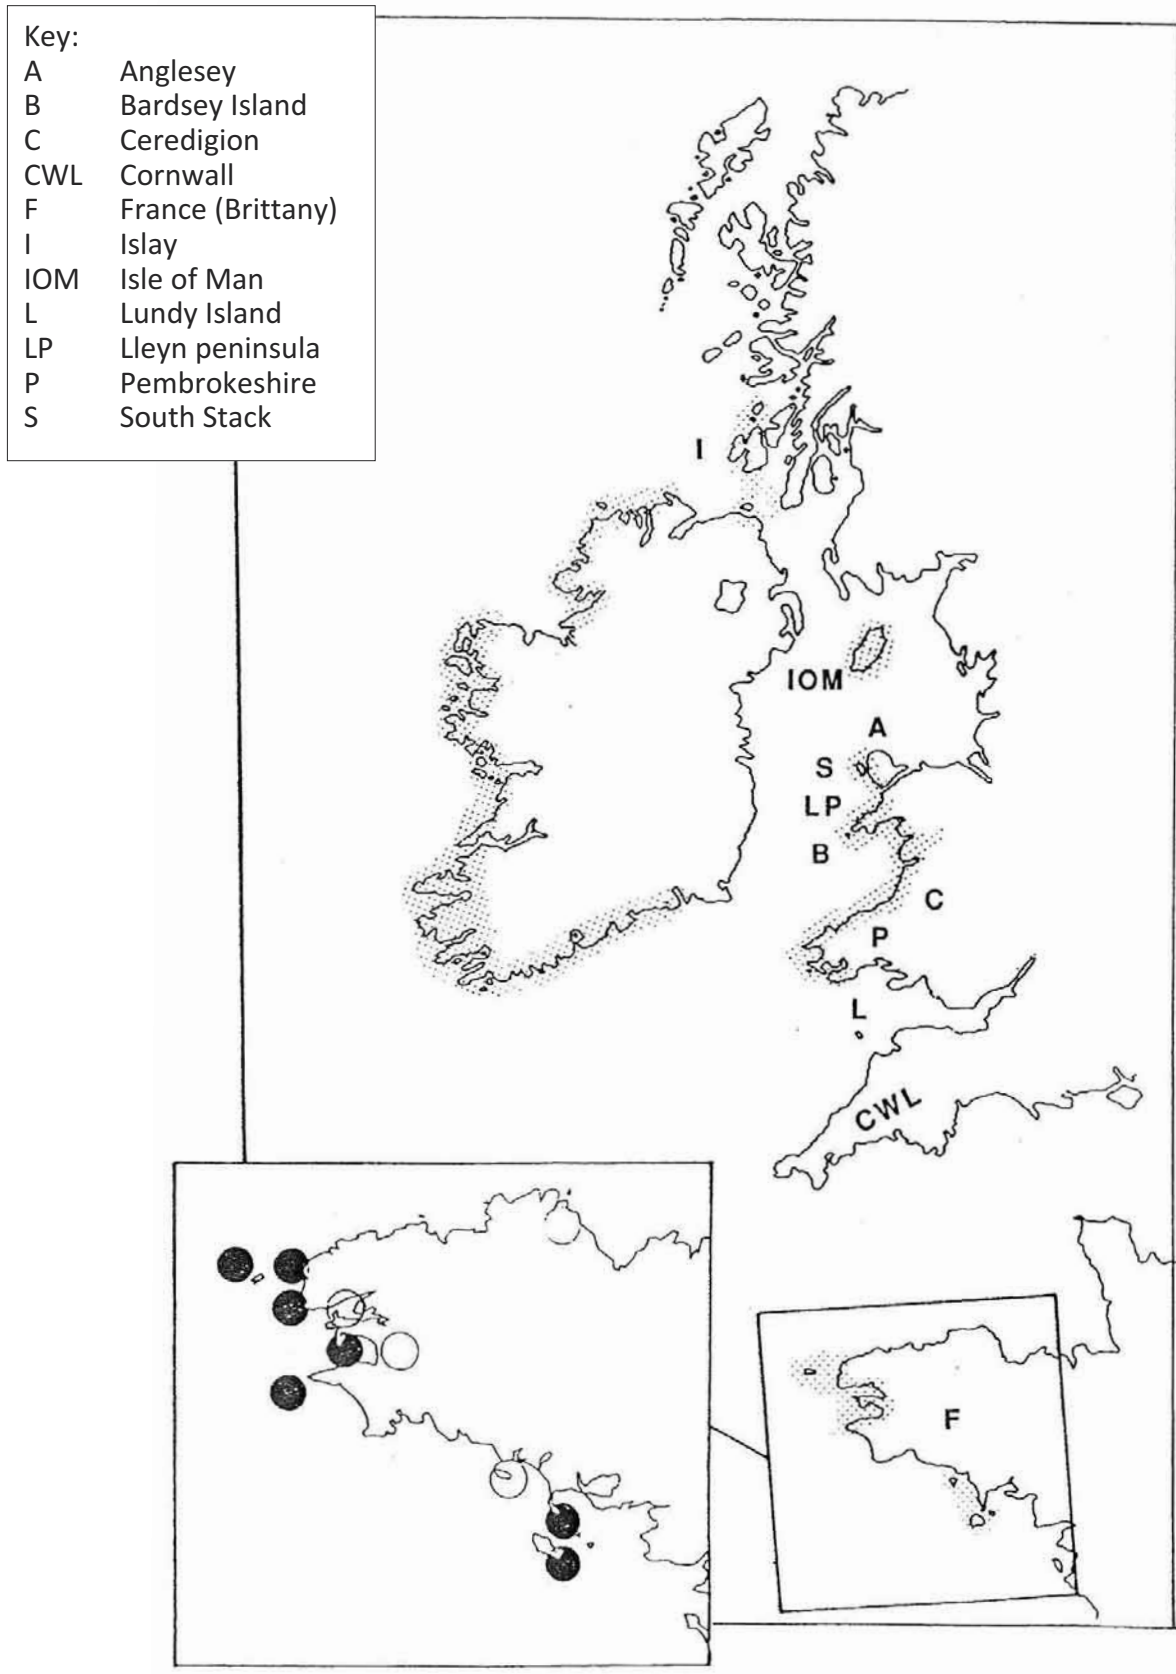 Key:
A Anglesey
B Bardsey Island
C Ceredigion
CWL Cornwall
F France (Brittany)
I Islay
IOM Isle of Man
L Lundy Island
LP Lleyn peninsula
P Pembrokeshire
S South Stack
I
IOM
A
S
LP
B
C
P
L
CWL
F